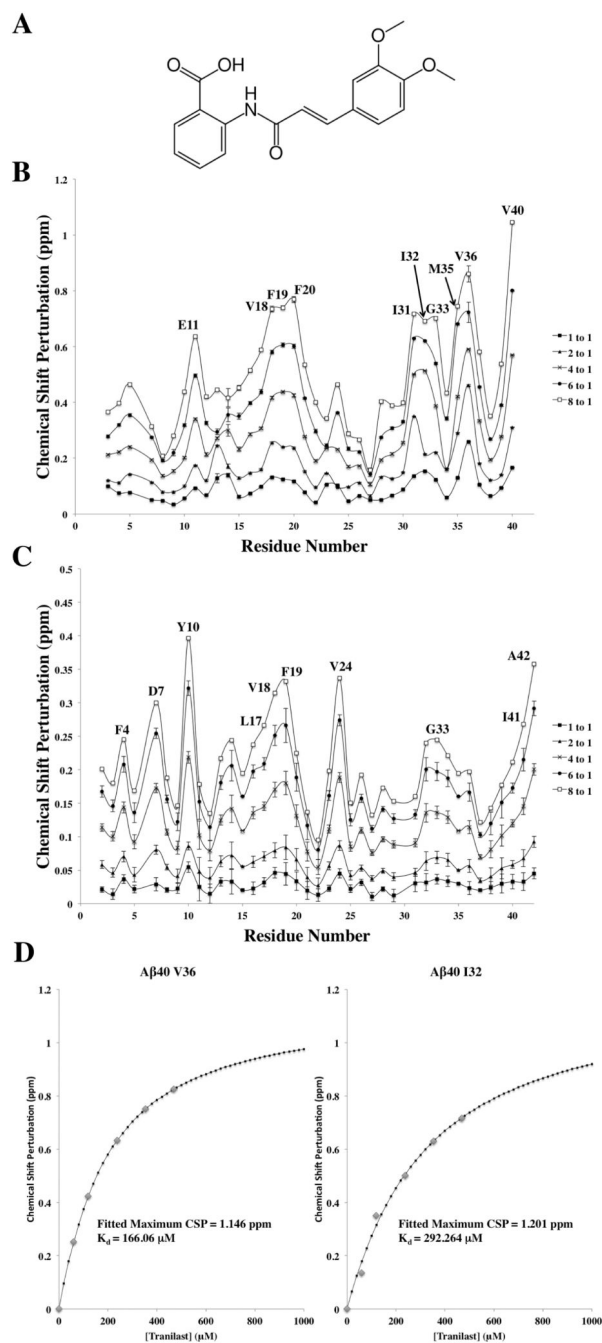 A
O
O
O
OH
H
N
O
B
Chemical Shift Perturbation (ppm)
1.2
1
0.8
0.6
0.4
0.2
0
0 5 10 15 20 25 30 35 40
Residue Number
E11
V18
F19
F20
I31
I32
G33
M35
V36
V40
1 to 1
2 to 1
4 to 1
6 to 1
8 to 1
C
Chemical Shift Perturbation (ppm)
0.5
0.45
0.4
0.35
0.3
0.25
0.2
0.15
0.1
0.05
0
0 5 10 15 20 25 30 35 40
Residue Number
F4
D7
Y10
L17
V18
F19
V24
G33
I41
A42
1 to 1
2 to 1
4 to 1
6 to 1
8 to 1
D
Aβ40 V36
Chemical Shift Perturbation (ppm)
1.2
1
0.8
0.6
0.4
0.2
0
Fitted Maximum CSP = 1.146 ppm
Kd = 166.06 μM
0 200 400 600 800 1000
[Tranilast] (μM)
Aβ40 I32
Chemical Shift Perturbation (ppm)
1.2
1
0.8
0.6
0.4
0.2
0
Fitted Maximum CSP = 1.201 ppm
Kd = 292.264 μM
0 200 400 600 800 1000
[Tranilast] (μM)